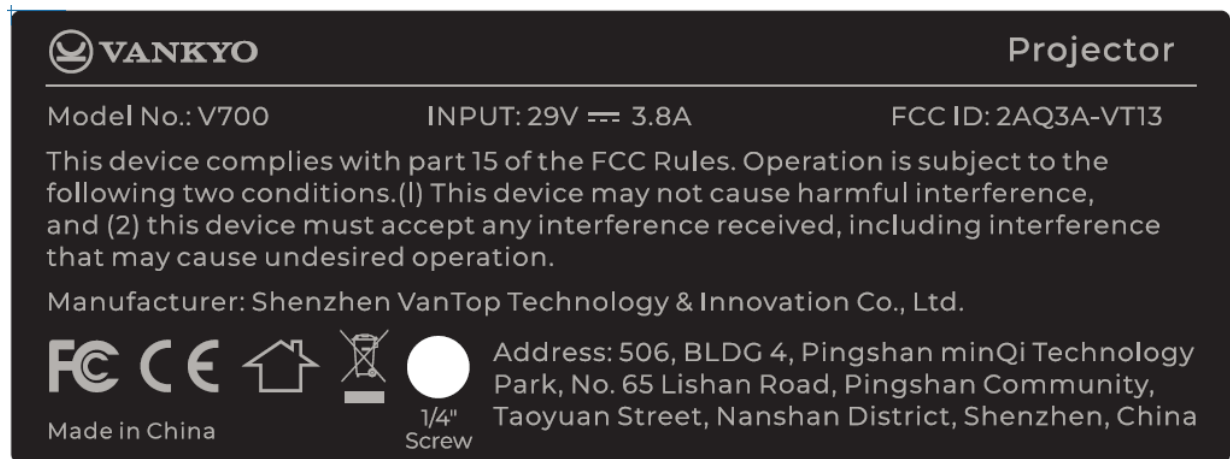 VANKYO
Projector
Model No.: V700 INPUT: 29V ⎓ 3.8A FCC ID: 2AQ3A-VT13
This device complies with part 15 of the FCC Rules. Operation is subject to the
following two conditions.(l) This device may not cause harmful interference,
and (2) this device must accept any interference received, including interference
that may cause undesired operation.
Manufacturer: Shenzhen VanTop Technology & Innovation Co., Ltd.
FC CE
Made in China
1/4"
Screw
Address: 506, BLDG 4, Pingshan minQi Technology
Park, No. 65 Lishan Road, Pingshan Community,
Taoyuan Street, Nanshan District, Shenzhen, China